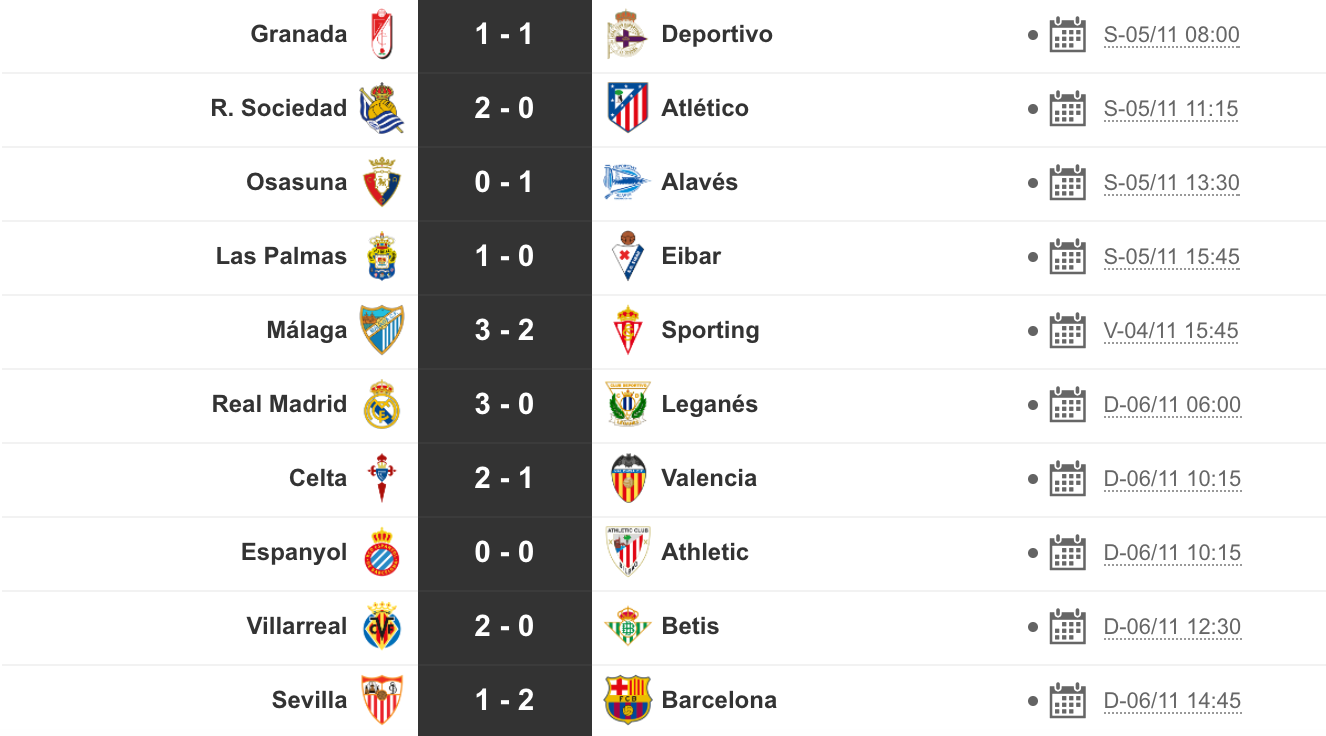 Granada 1 - 1 Deportivo S-05/11 08:00
R. Sociedad 2 - 0 Atlético S-05/11 11:15
Osasuna 0 - 1 Alavés S-05/11 13:30
Las Palmas 1 - 0 Eibar S-05/11 15:45
Málaga 3 - 2 Sporting V-04/11 15:45
Real Madrid 3 - 0 Leganés D-06/11 06:00
Celta 2 - 1 Valencia D-06/11 10:15
Espanyol 0 - 0 ATHLETIC CLUB Athletic D-06/11 10:15
Villarreal 2 - 0 Betis D-06/11 12:30
Sevilla 1 - 2 FCB Barcelona D-06/11 14:45